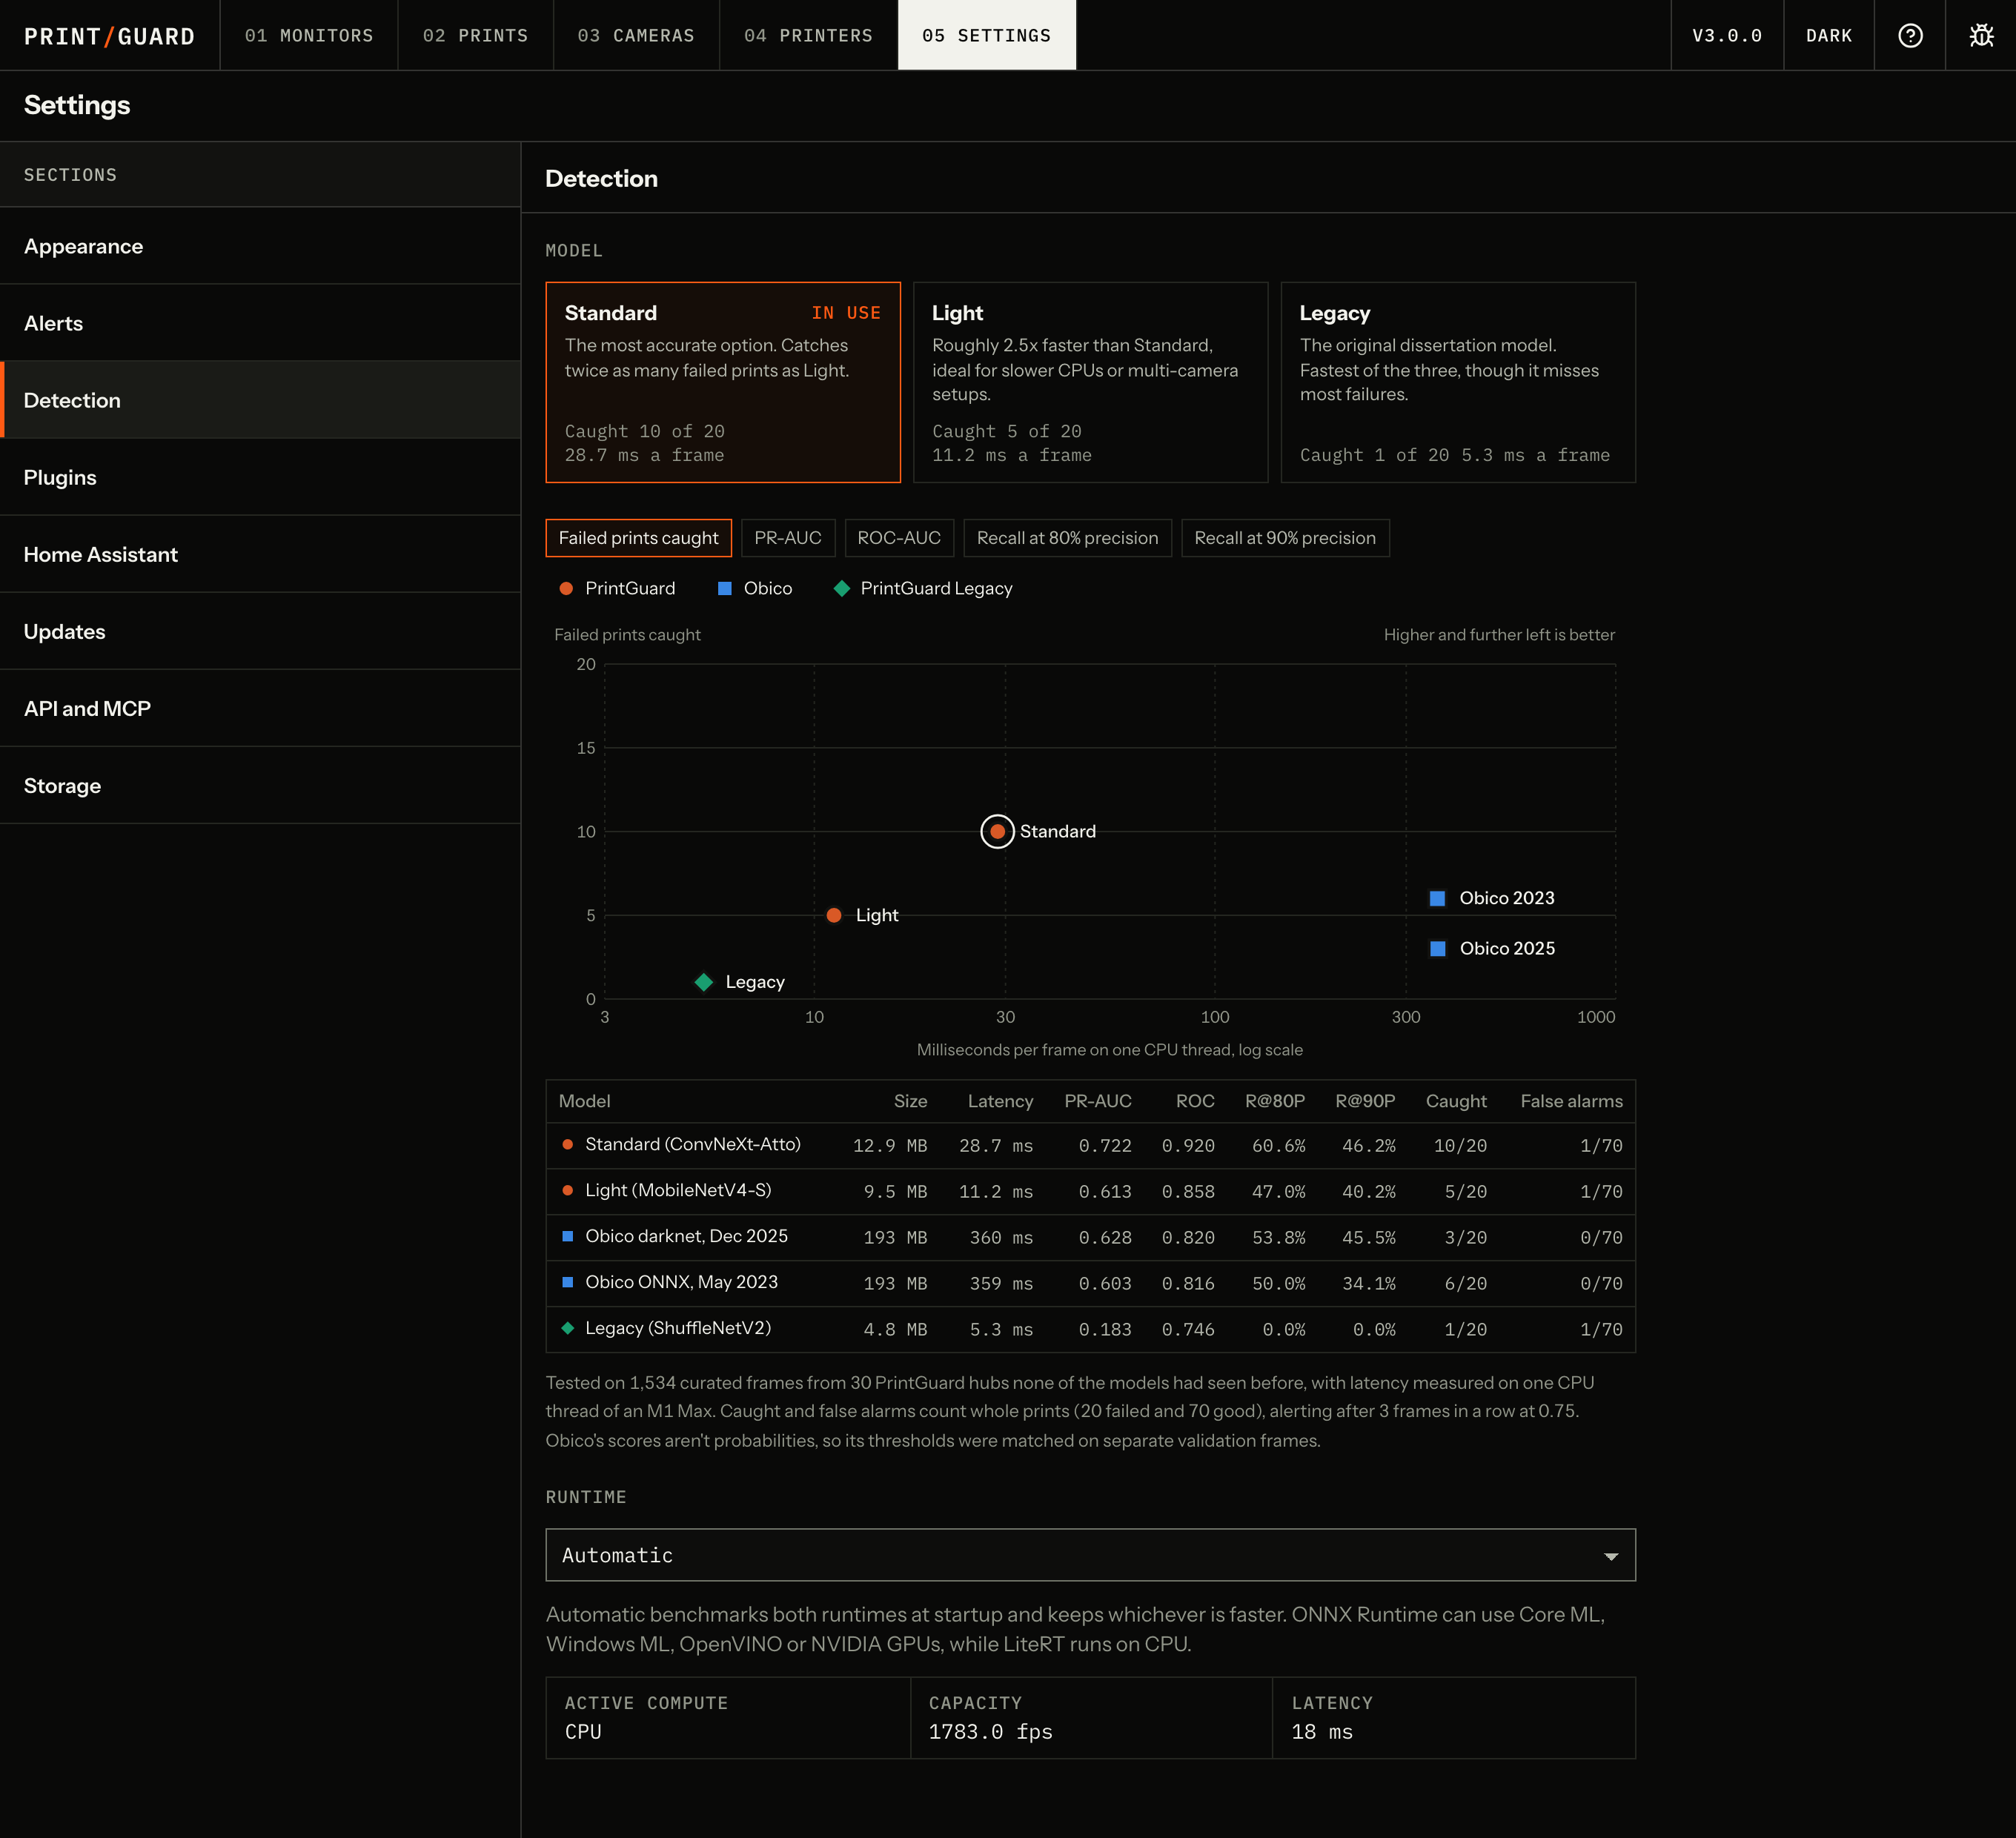 PRINT/GUARD
01 MONITORS
02 PRINTS
03 CAMERAS
04 PRINTERS
05 SETTINGS
V3.0.0
DARK
Settings
SECTIONS
Appearance
Alerts
Detection
Plugins
Home Assistant
Updates
API and MCP
Storage
Detection
MODEL
Standard
IN USE
The most accurate option. Catches
twice as many failed prints as Light.
Caught 10 of 20
28.7 ms a frame
Light
Roughly 2.5x faster than Standard,
ideal for slower CPUs or multi-camera
setups.
Caught 5 of 20
11.2 ms a frame
Legacy
The original dissertation model.
Fastest of the three, though it misses
most failures.
Caught 1 of 20 5.3 ms a frame
Failed prints caught
PR-AUC
ROC-AUC
Recall at 80% precision
Recall at 90% precision
PrintGuard
Obico
PrintGuard Legacy
Failed prints caught
Higher and further left is better
20
15
10
5
0
Standard
Light
Legacy
Obico 2023
Obico 2025
3 10 30 100 300 1000
Milliseconds per frame on one CPU thread, log scale
Model Size Latency PR-AUC ROC R@80P R@90P Caught False alarms
Standard (ConvNeXt-Atto) 12.9 MB 28.7 ms 0.722 0.920 60.6% 46.2% 10/20 1/70
Light (MobileNetV4-S) 9.5 MB 11.2 ms 0.613 0.858 47.0% 40.2% 5/20 1/70
Obico darknet, Dec 2025 193 MB 360 ms 0.628 0.820 53.8% 45.5% 3/20 0/70
Obico ONNX, May 2023 193 MB 359 ms 0.603 0.816 50.0% 34.1% 6/20 0/70
Legacy (ShuffleNetV2) 4.8 MB 5.3 ms 0.183 0.746 0.0% 0.0% 1/20 1/70
Tested on 1,534 curated frames from 30 PrintGuard hubs none of the models had seen before, with latency measured on one CPU
thread of an M1 Max. Caught and false alarms count whole prints (20 failed and 70 good), alerting after 3 frames in a row at 0.75.
Obico's scores aren't probabilities, so its thresholds were matched on separate validation frames.
RUNTIME
Automatic
Automatic benchmarks both runtimes at startup and keeps whichever is faster. ONNX Runtime can use Core ML,
Windows ML, OpenVINO or NVIDIA GPUs, while LiteRT runs on CPU.
ACTIVE COMPUTE
CPU
CAPACITY
1783.0 fps
LATENCY
18 ms